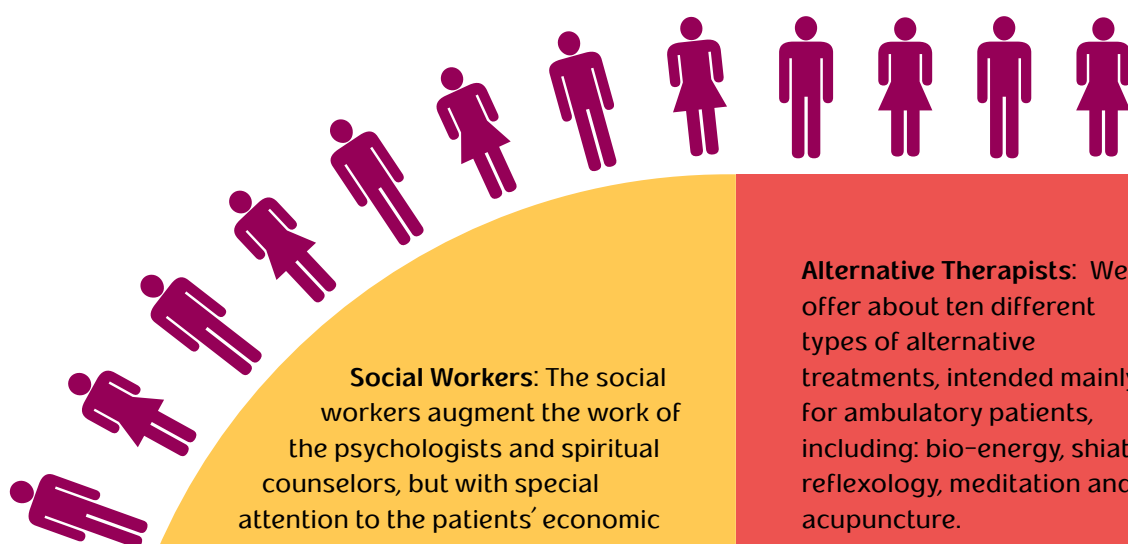 Social Workers: The social
workers augment the work of
the psychologists and spiritual
counselors, but with special
attention to the patients’ economic
Alternative Therapists: We
offer about ten different
types of alternative
treatments, intended mainly
for ambulatory patients,
including: bio-energy,
reflexology, meditation and
acupuncture.